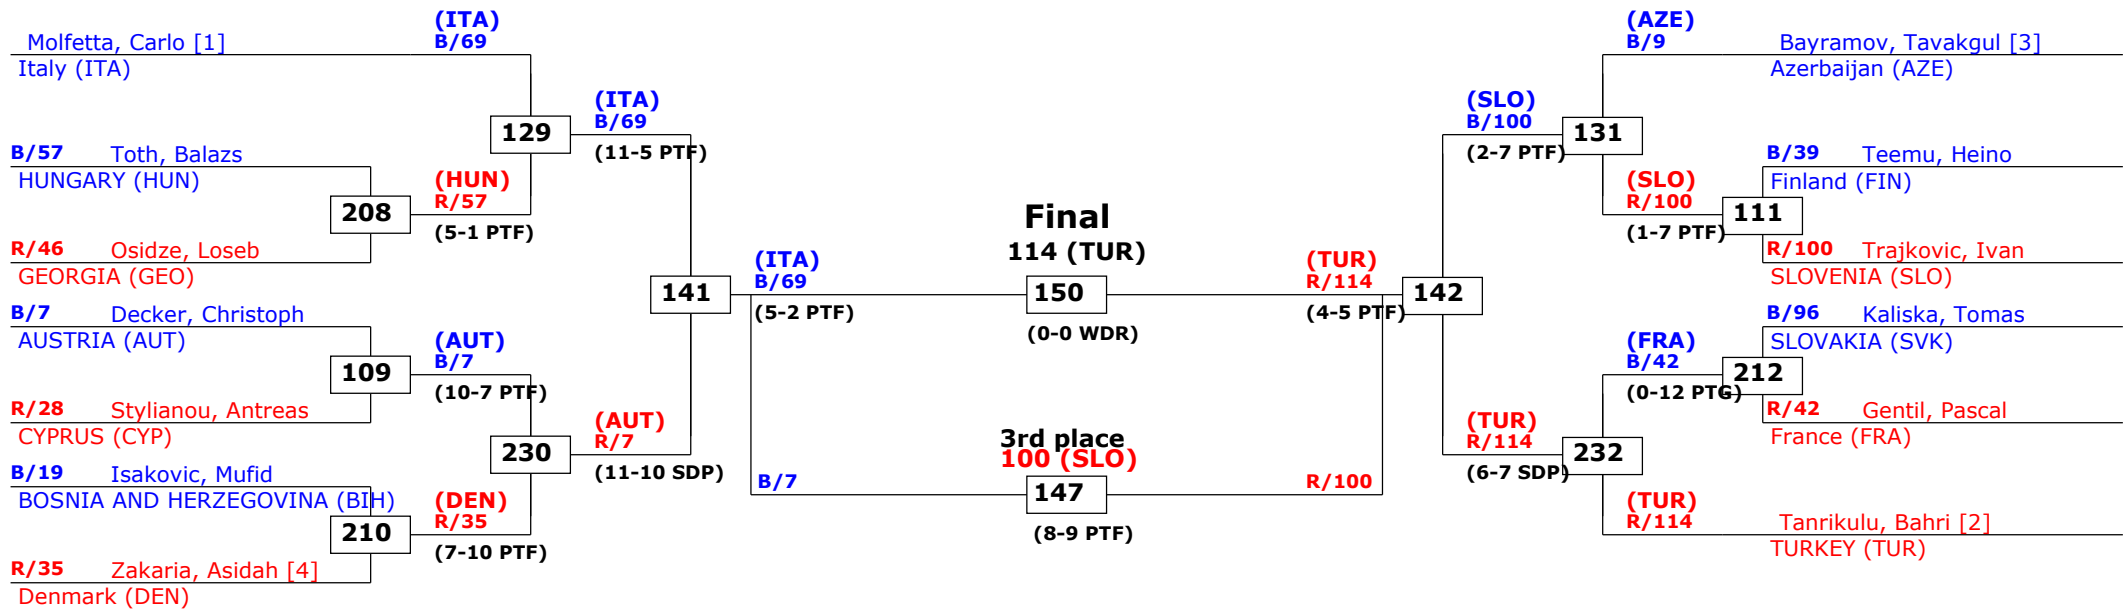 (ITA)
B/69
Molfetta, Carlo [1]
Italy (ITA)
129
(ITA)
B/69
(11-5 PTF)
B/57 Toth, Balazs
HUNGARY (HUN)
208
(HUN)
R/57
(5-1 PTF)
R/46 Osidze, Loseb
GEORGIA (GEO)
141
(ITA)
B/69
(5-2 PTF)
B/7 Decker, Christoph
AUSTRIA (AUT)
109
(AUT)
B/7
(10-7 PTF)
R/28 Stylianou, Antreas
CYPRUS (CYP)
230
(AUT)
R/7
(11-10 SDP)
B/19 Isakovic, Mufid
BOSNIA AND HERZEGOVINA (BIH)
210
(DEN)
R/35
(7-10 PTF)
R/35 Zakaria, Asidah [4]
Denmark (DEN)
Final
114 (TUR)
150
(0-0 WDR)
3rd place
100 (SLO)
B/7
147
R/100
(8-9 PTF)
(AZE)
B/9
Bayramov, Tavakgul [3]
Azerbaijan (AZE)
(SLO)
B/100
(2-7 PTF)
131
B/39 Teemu, Heino
Finland (FIN)
(SLO)
R/100
(1-7 PTF)
111
R/100 Trajkovic, Ivan
SLOVENIA (SLO)
(TUR)
R/114
(4-5 PTF)
142
B/96 Kaliska, Tomas
SLOVAKIA (SVK)
(FRA)
B/42
(0-12 PTG)
212
R/42 Gentil, Pascal
France (FRA)
(TUR)
R/114
(6-7 SDP)
232
(TUR)
R/114
Tanrikulu, Bahri [2]
TURKEY (TUR)